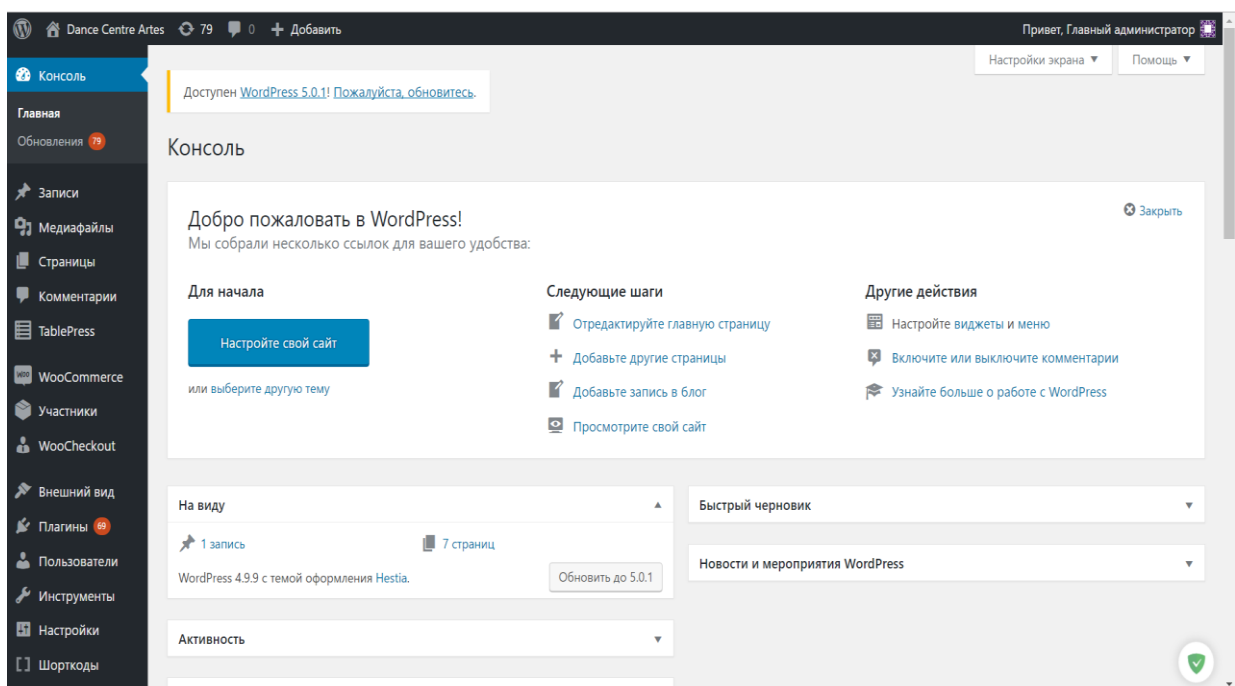 Dance Centre Artes 79 0 Добавить Привет, Главный администратор
Консоль
Главная
Обновления 79
Записи
Медиафайлы
Страницы
Комментарии
TablePress
WooCommerce
Участники
WooCheckout
Внешний вид
Плагины 69
Пользователи
Инструменты
Настройки
Шорткоды
Настройки экрана Помощь
Доступен WordPress 5.0.1! Пожалуйста, обновитесь.
Консоль
Добро пожаловать в WordPress!
Закрыть
Мы собрали несколько ссылок для вашего удобства:
Для начала
Настройте свой сайт
или выберите другую тему
Следующие шаги
Отредактируйте главную страницу
Добавьте другие страницы
Добавьте запись в блог
Просмотрите свой сайт
Другие действия
Настройте виджеты и меню
Включите или выключите комментарии
Узнайте больше о работе с WordPress
На виду
1 запись 7 страниц
WordPress 4.9.9 с темой оформления Hestia. Обновить до 5.0.1
Активность
Быстрый черновик
Новости и мероприятия WordPress